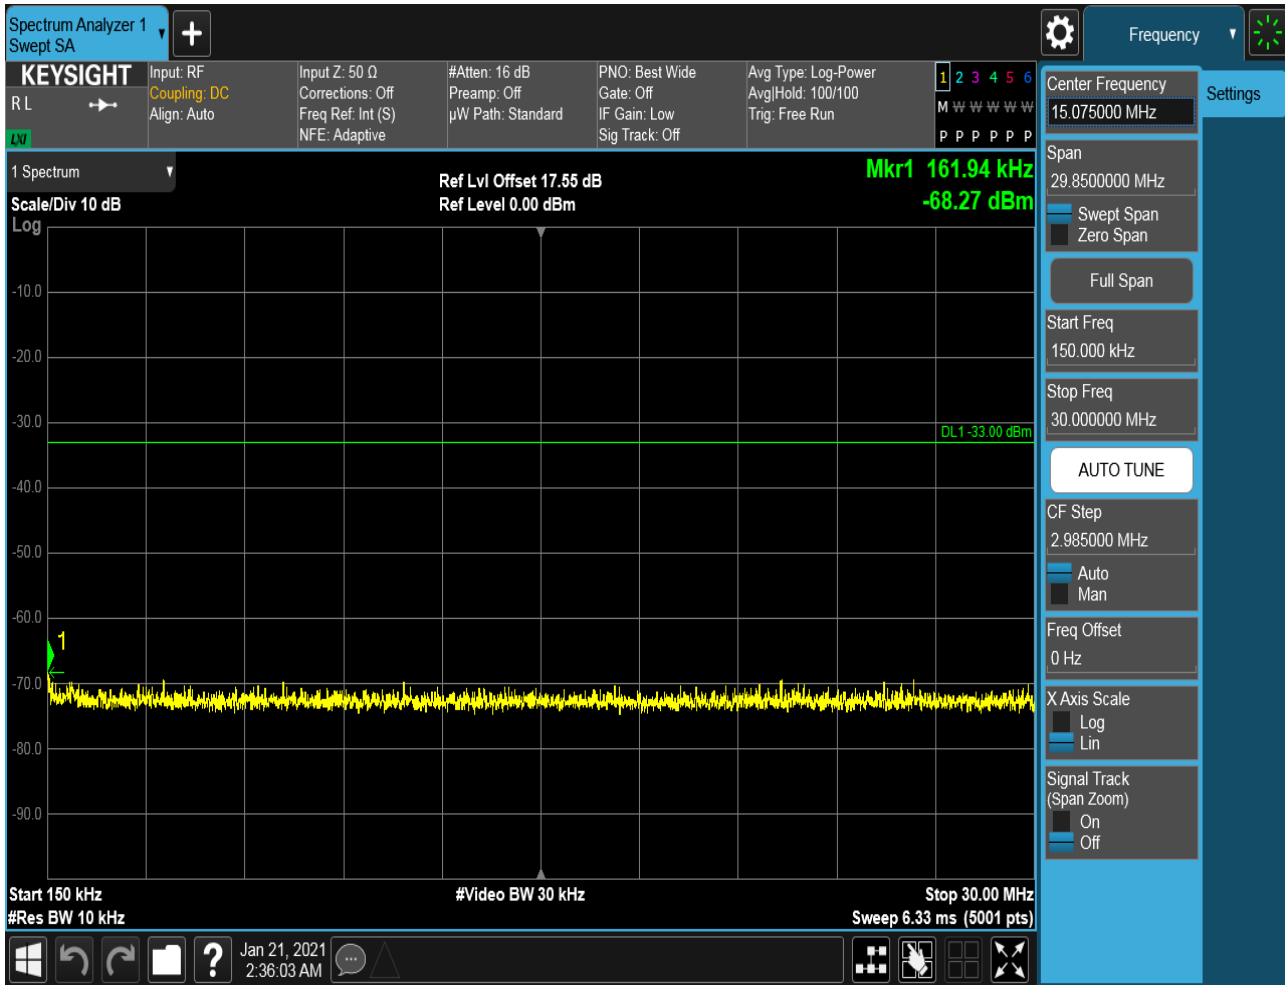 Spectrum Analyzer 1
Swept SA
Frequency
KEYSIGHT
R L
LXI
Input: RF
Coupling: DC
Align: Auto
Input Z: 50 Ω
Corrections: Off
Freq Ref: Int (S)
NFE: Adaptive
#Atten: 16 dB
Preamp: Off
µW Path: Standard
PNO: Best Wide
Gate: Off
IF Gain: Low
Sig Track: Off
Avg Type: Log-Power
Avg|Hold: 100/100
Trig: Free Run
1 2 3 4 5 6
M W W W W W
P P P P P P
1 Spectrum
Scale/Div 10 dB
Log
Ref Lvl Offset 17.55 dB
Ref Level 0.00 dBm
Mkr1 161.94 kHz
-68.27 dBm
-10.0
-20.0
-30.0
DL1 -33.00 dBm
-40.0
-50.0
-60.0
1
-70.0
-80.0
-90.0
Start 150 kHz
#Res BW 10 kHz
#Video BW 30 kHz
Stop 30.00 MHz
Sweep 6.33 ms (5001 pts)
Center Frequency
15.075000 MHz
Settings
Span
29.8500000 MHz
Swept Span
Zero Span
Full Span
Start Freq
150.000 kHz
Stop Freq
30.000000 MHz
AUTO TUNE
CF Step
2.985000 MHz
Auto
Man
Freq Offset
0 Hz
X Axis Scale
Log
Lin
Signal Track
(Span Zoom)
On
Off
?
Jan 21, 2021
2:36:03 AM